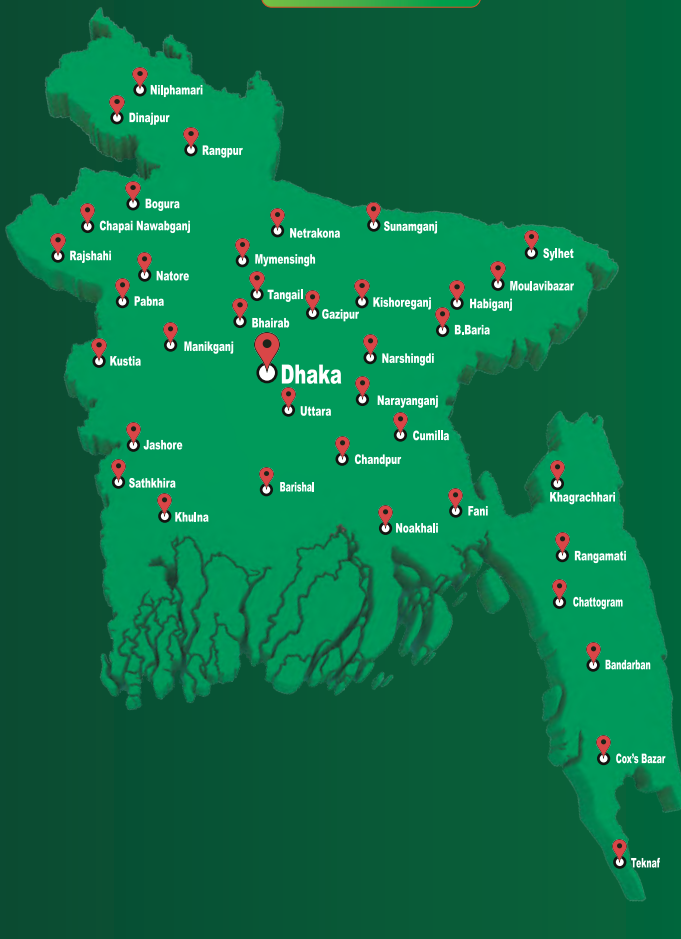 Nilphamari
Dinajpur
Rangpur
Bogura
Chapai Nawabganj
Sunamganj
Netrakona
Rajshahi
Sylhet
Mymensingh
Natore
Moulavibazar
Tangail
Pabna
Kishoreganj
Habiganj
Gazipur
Bhairab
B.Baria
Manikganj
Narshingdi
Kustia
Dhaka
Narayanganj
Uttara
Cumilla
Jashore
Chandpur
Sathkhira
Barishal
Khagrachhari
Fani
Khulna
Noakhali
Rangamati
Chattogram
Bandarban
Cox's Bazar
Teknaf